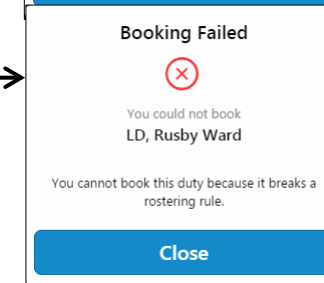 Booking Failed
You could not book
LD, Rusby Ward
You cannot book this duty because it breaks a
rostering rule.
Close